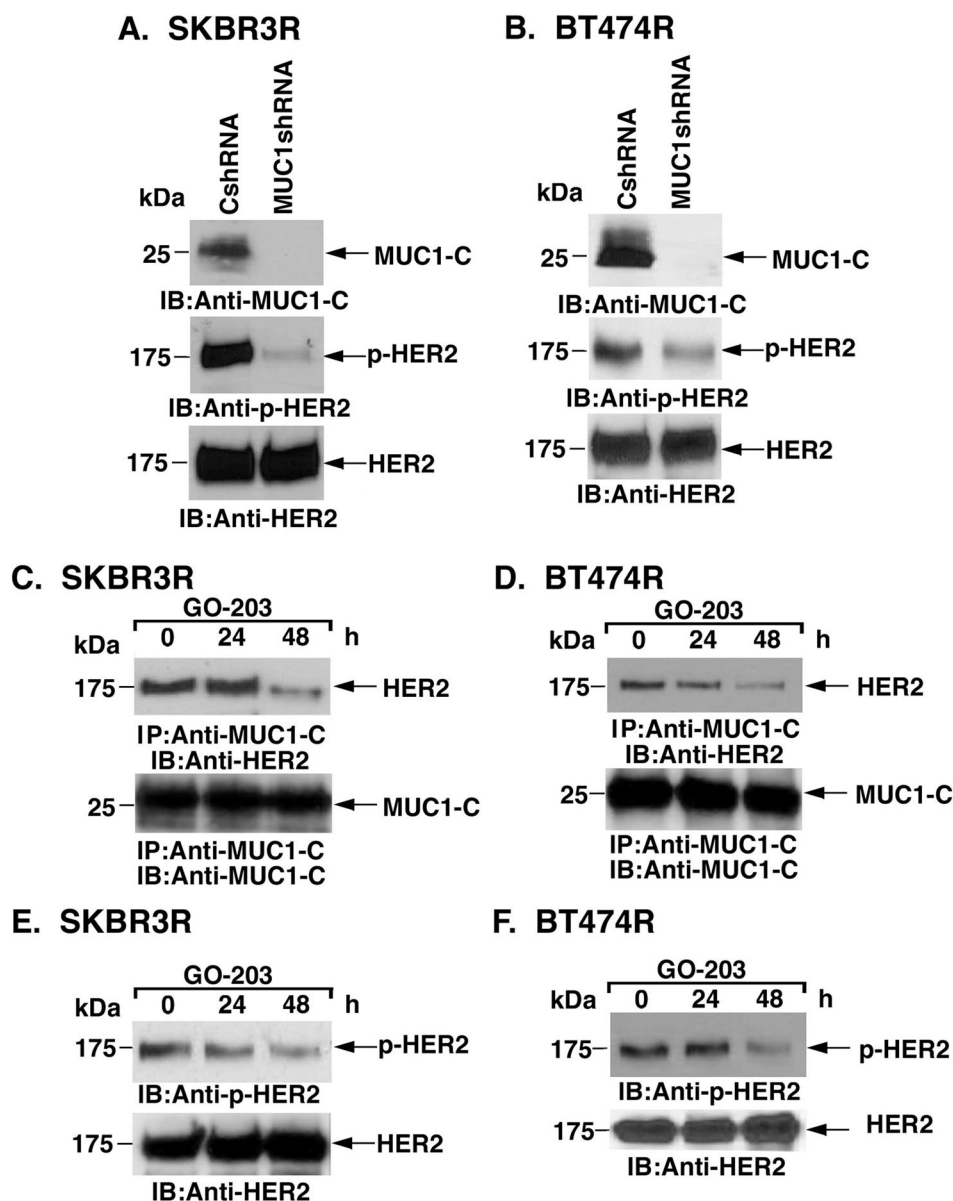 A. SKBR3R
CshRNA
MUC1shRNA
kDa
25
MUC1-C
IB:Anti-MUC1-C
175
p-HER2
IB:Anti-p-HER2
175
HER2
IB:Anti-HER2
B. BT474R
CshRNA
MUC1shRNA
kDa
25
MUC1-C
IB:Anti-MUC1-C
175
p-HER2
IB:Anti-p-HER2
175
HER2
IB:Anti-HER2
C. SKBR3R
GO-203
kDa 0 24 48 h
175
HER2
IP:Anti-MUC1-C
IB:Anti-HER2
25
MUC1-C
IP:Anti-MUC1-C
IB:Anti-MUC1-C
D. BT474R
GO-203
kDa 0 24 48 h
175
HER2
IP:Anti-MUC1-C
IB:Anti-HER2
25
MUC1-C
IP:Anti-MUC1-C
IB:Anti-MUC1-C
E. SKBR3R
GO-203
kDa 0 24 48 h
175
p-HER2
IB:Anti-p-HER2
175
HER2
IB:Anti-HER2
F. BT474R
GO-203
kDa 0 24 48 h
175
p-HER2
IB:Anti-p-HER2
175
HER2
IB:Anti-HER2